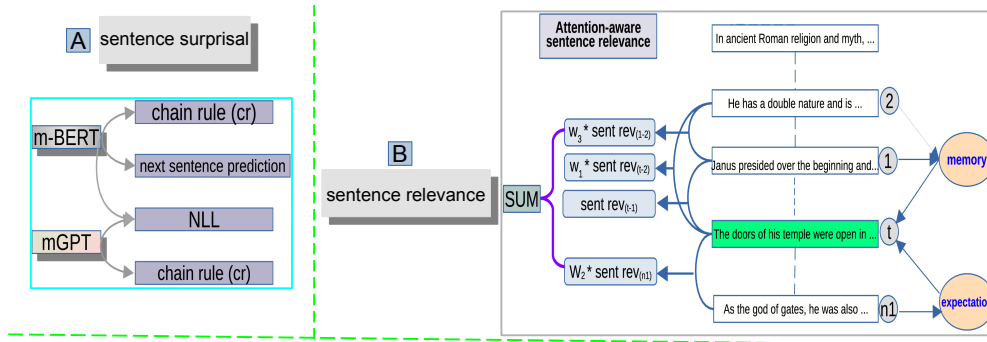 A
sentence surprisal
m-BERT
chain rule (cr)
next sentence prediction
NLL
mGPT
chain rule (cr)
B
sentence relevance
Attention-aware
sentence relevance
SUM
w3 * sent rev(1-2)
w1 * sent rev(t-2)
sent rev(t-1)
W2 * sent rev(n1)
In ancient Roman religion and myth, ...
He has a double nature and is ...
2
Janus presided over the beginning and...
1
memory
The doors of his temple were open in ...
t
As the god of gates, he was also ...
n1
expectatio